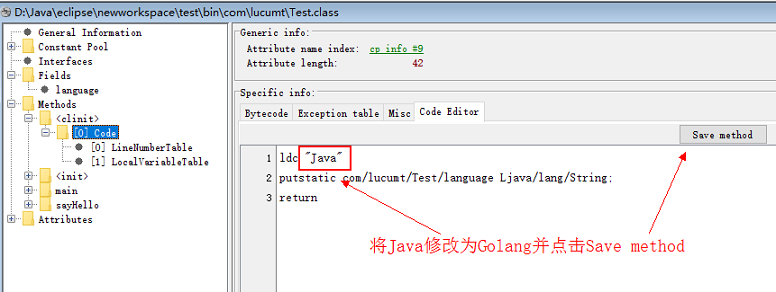 D:\Java\eclipse\newworkspace\test\bin\com\lucumt\Test.class
General Information
Constant Pool
Interfaces
Fields
language
Methods
<clinit>
[0] Code
[0] LineNumberTable
[1] LocalVariableTable
<init>
main
sayHello
Attributes
Generic info:
Attribute name index: cp info #9
Attribute length: 42
Specific info:
Bytecode Exception table Misc Code Editor
Save method
1 ldc "Java"
2 putstatic com/lucumt/Test/language Ljava/lang/String;
3 return
将Java修改为Golang并点击Save method